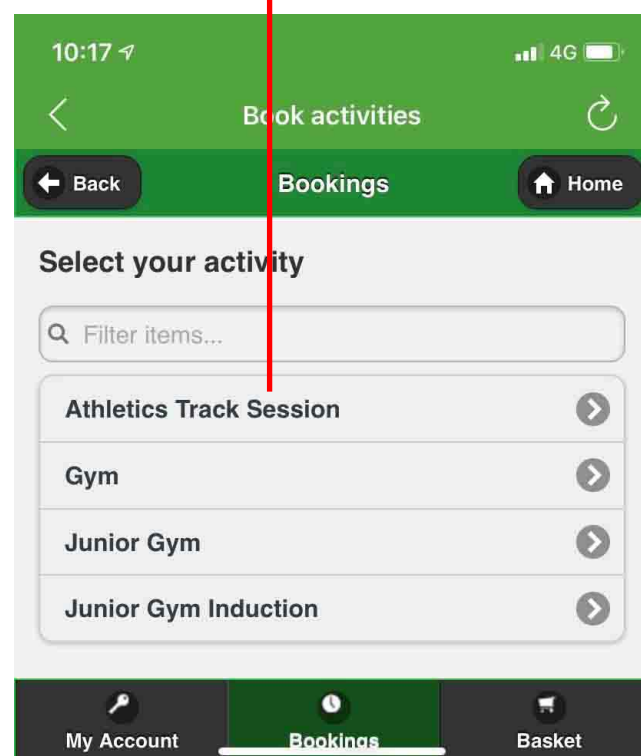 10:17 4G
Book activities
Back Bookings Home
Select your activity
Filter items...
Athletics Track Session
Gym
Junior Gym
Junior Gym Induction
My Account Bookings Basket